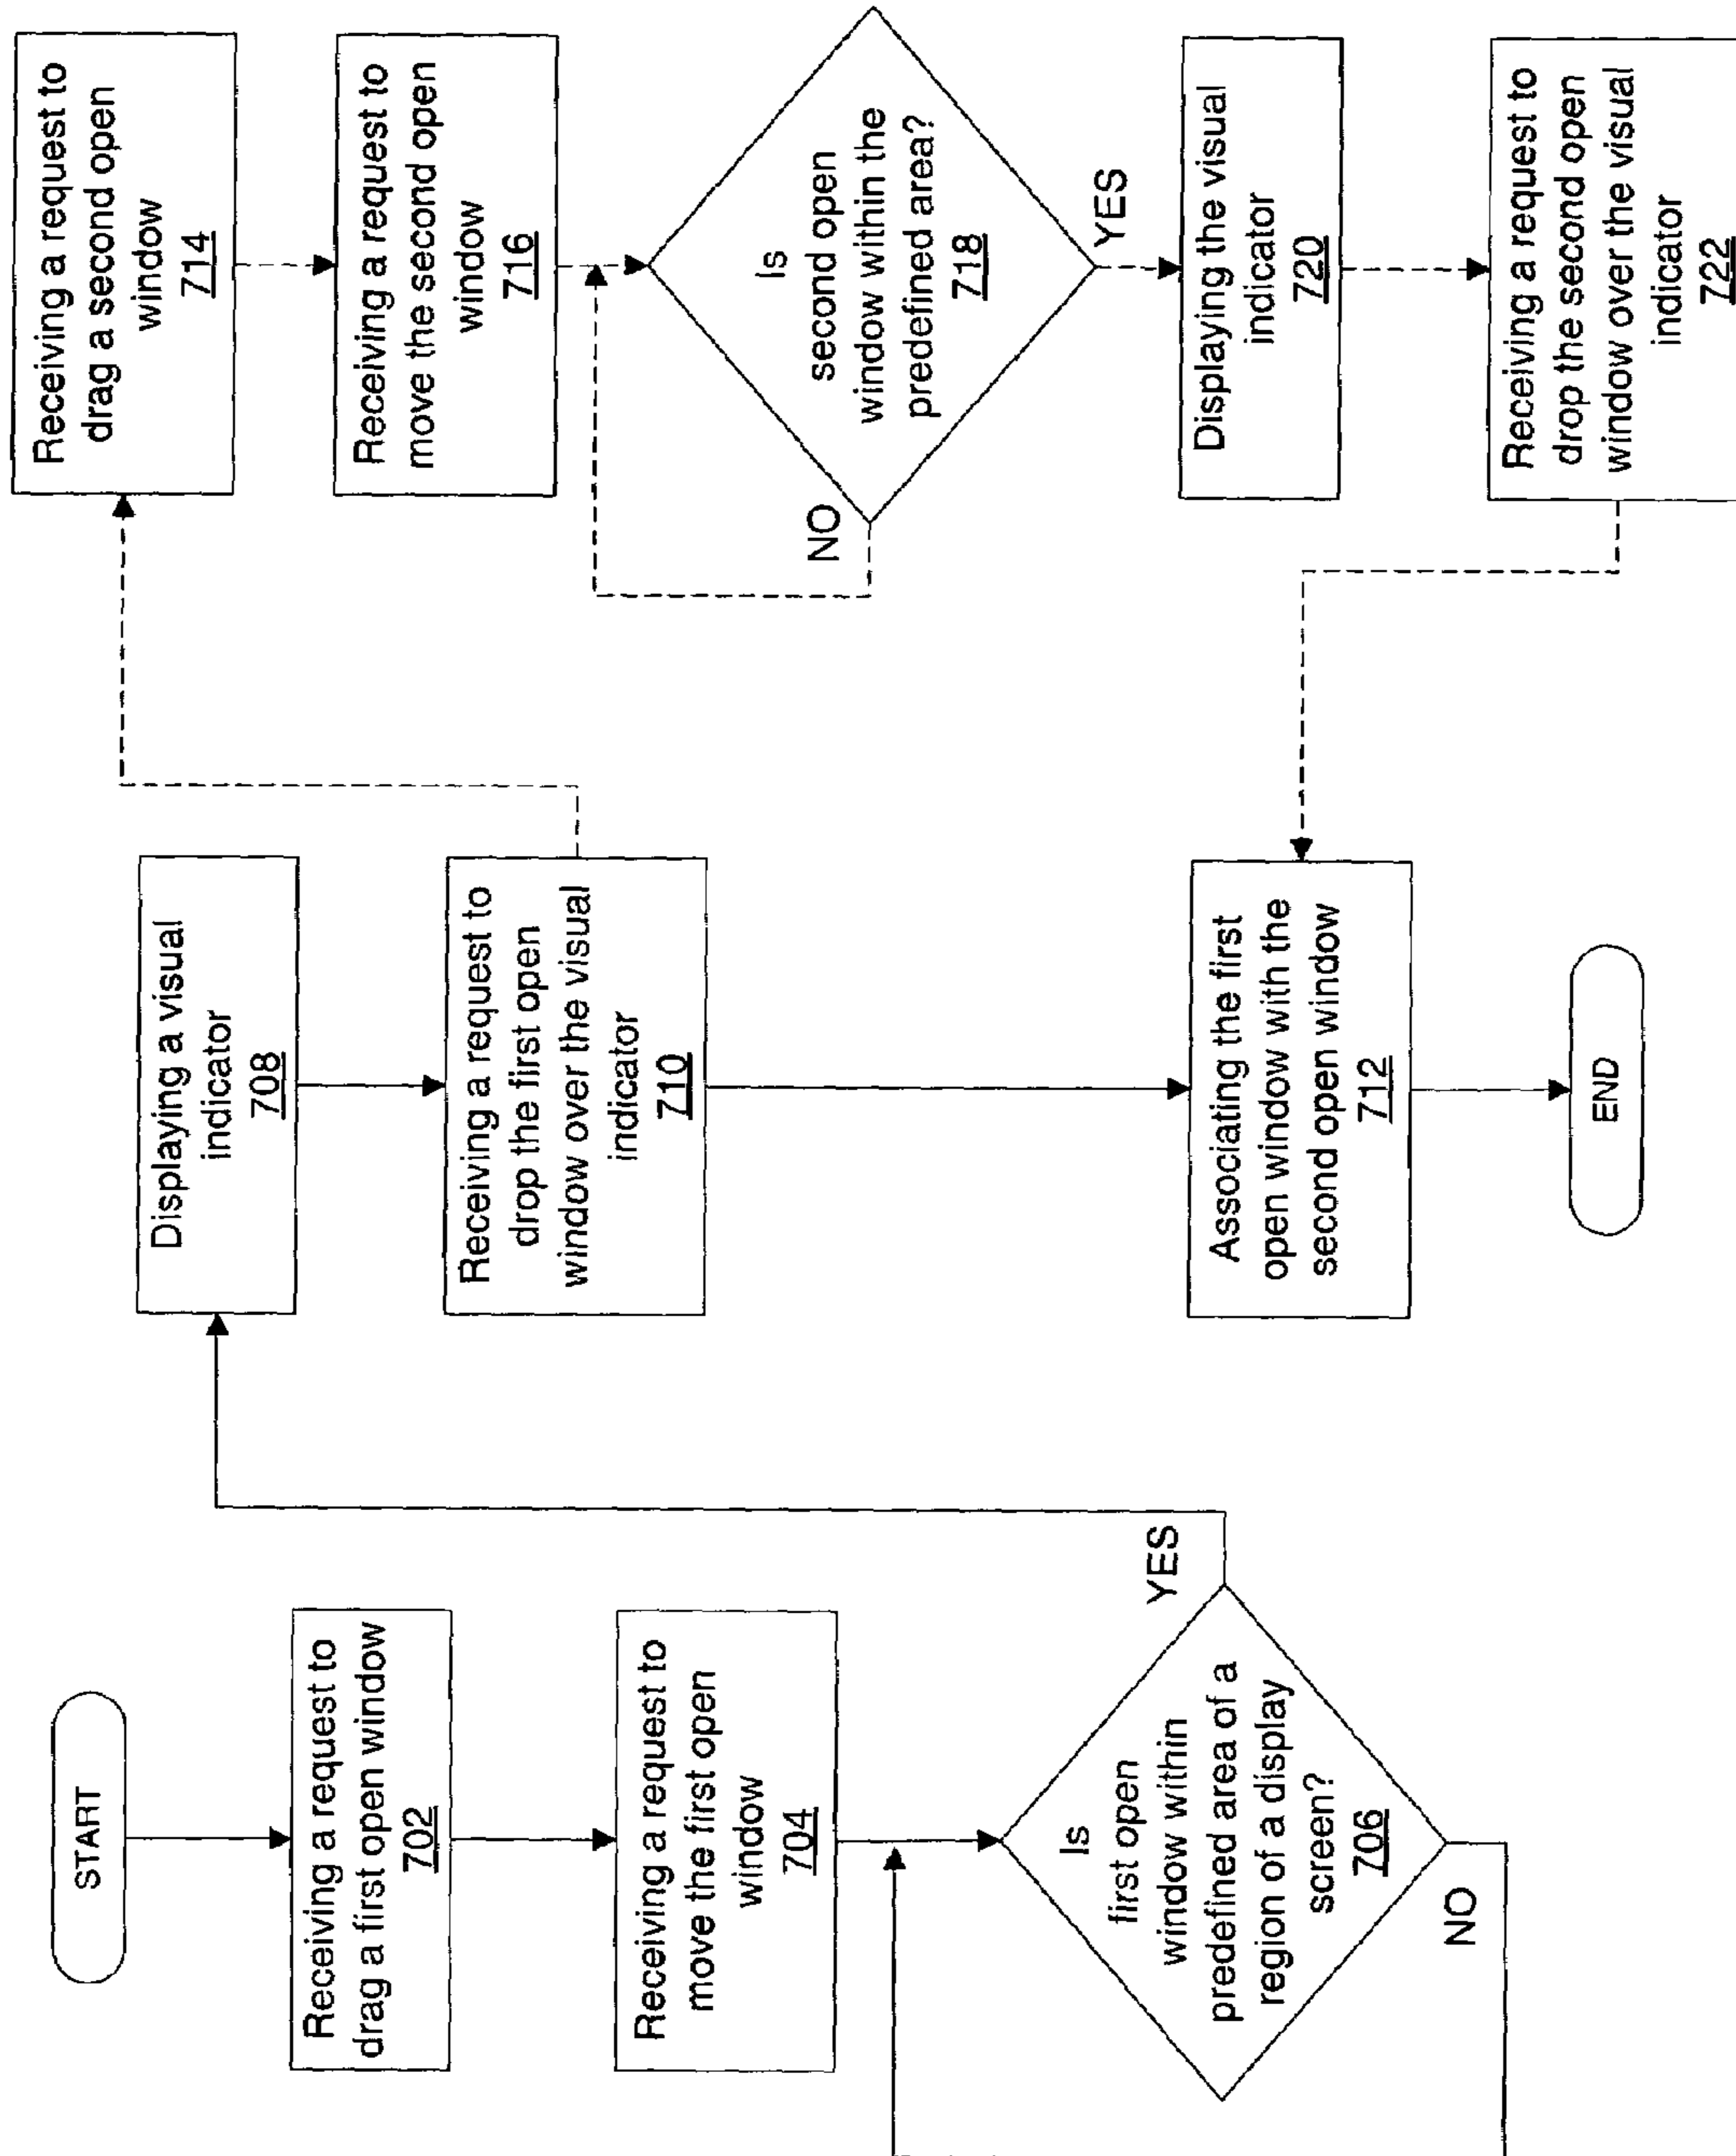 START
Receiving a request to
drag a first open window
702
Receiving a request to
move the first open
window
704
Is
first open
window within
predefined area of a
region of a display
screen?
706
YES
NO
Displaying a visual
indicator
708
Receiving a request to
drop the first open
window over the visual
indicator
710
Associating the first
open window with the
second open window
712
END
Receiving a request to
drag a second open
window
714
Receiving a request to
move the second open
window
716
Is
second open
window within the
predefined area?
718
NO
YES
Displaying the visual
indicator
720
Receiving a request to
drop the second open
window over the visual
indicator
722